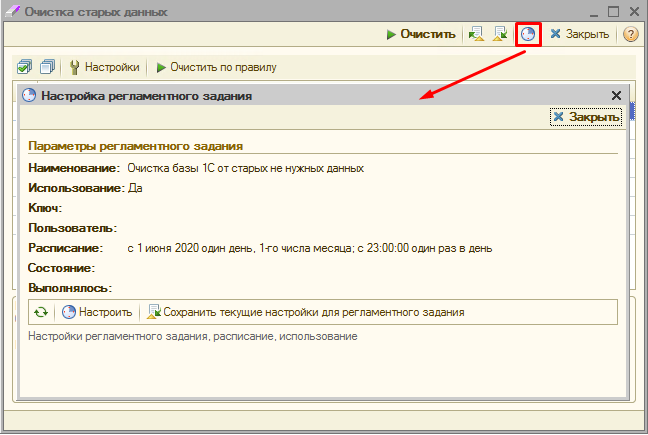 Очистка старых данных
Очистить Закрыть ?
Настройки Очистить по правилу
Настройка регламентного задания
Закрыть
Параметры регламентного задания
Наименование: Очистка базы 1С от старых не нужных данных
Использование: Да
Ключ:
Пользователь:
Расписание: с 1 июня 2020 один день, 1-го числа месяца; с 23:00:00 один раз в день
Состояние:
Выполнялось:
Настроить Сохранить текущие настройки для регламентного задания
Настройки регламентного задания, расписание, использование